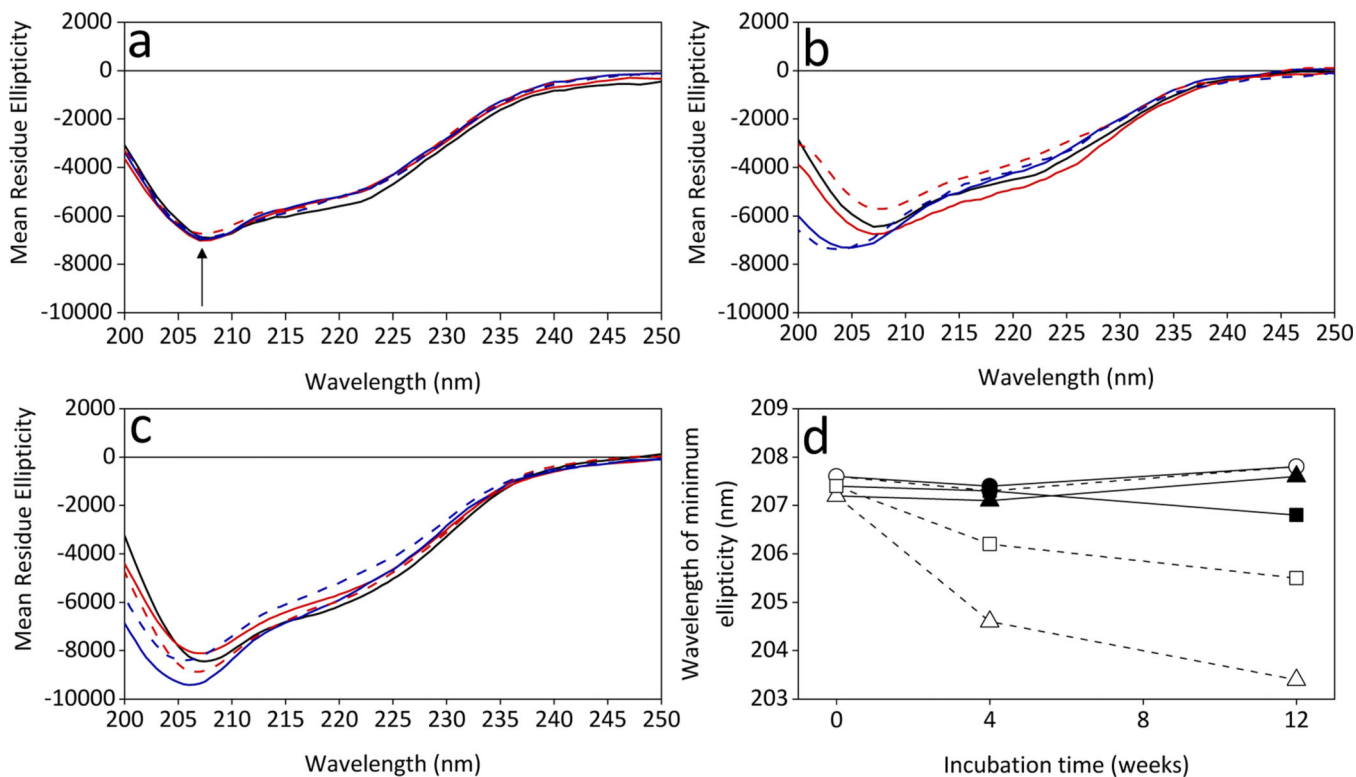 a
2000
0
-2000
-4000
-6000
-8000
-10000
Mean Residue Ellipticity
200 205 210 215 220 225 230 235 240 245 250
Wavelength (nm)
b
2000
0
-2000
-4000
-6000
-8000
-10000
Mean Residue Ellipticity
200 205 210 215 220 225 230 235 240 245 250
Wavelength (nm)
c
2000
0
-2000
-4000
-6000
-8000
-10000
Mean Residue Ellipticity
200 205 210 215 220 225 230 235 240 245 250
Wavelength (nm)
d
209
208
207
206
205
204
203
Wavelength of minimum
ellipticity (nm)
0 4 8 12
Incubation time (weeks)